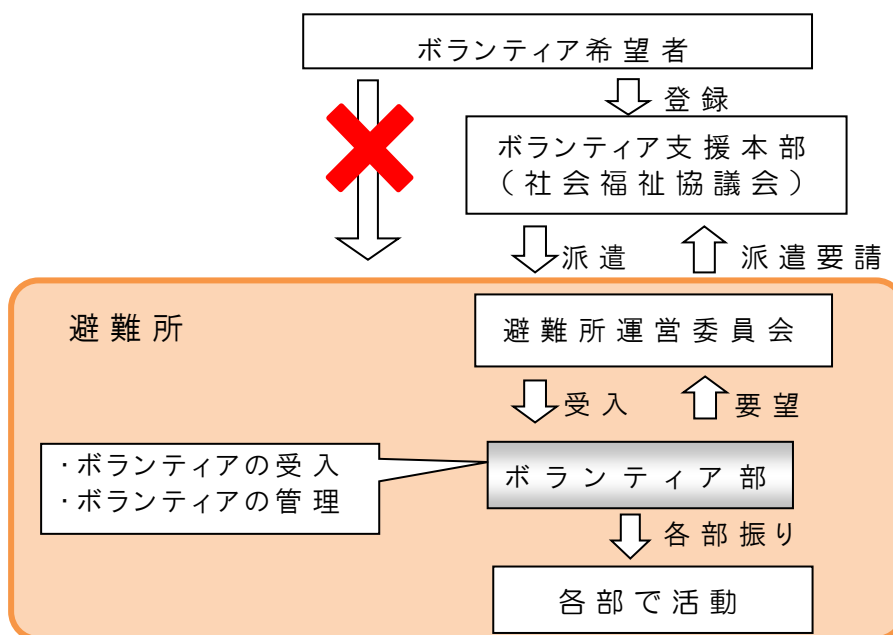 ボランティア希望者
登録
ボランティア支援本部
（社会福祉協議会）
派遣
派遣要請
避難所
避難所運営委員会
受入
要望
・ボランティアの受入
・ボランティアの管理
ボランティア部
各部振り
各部で活動